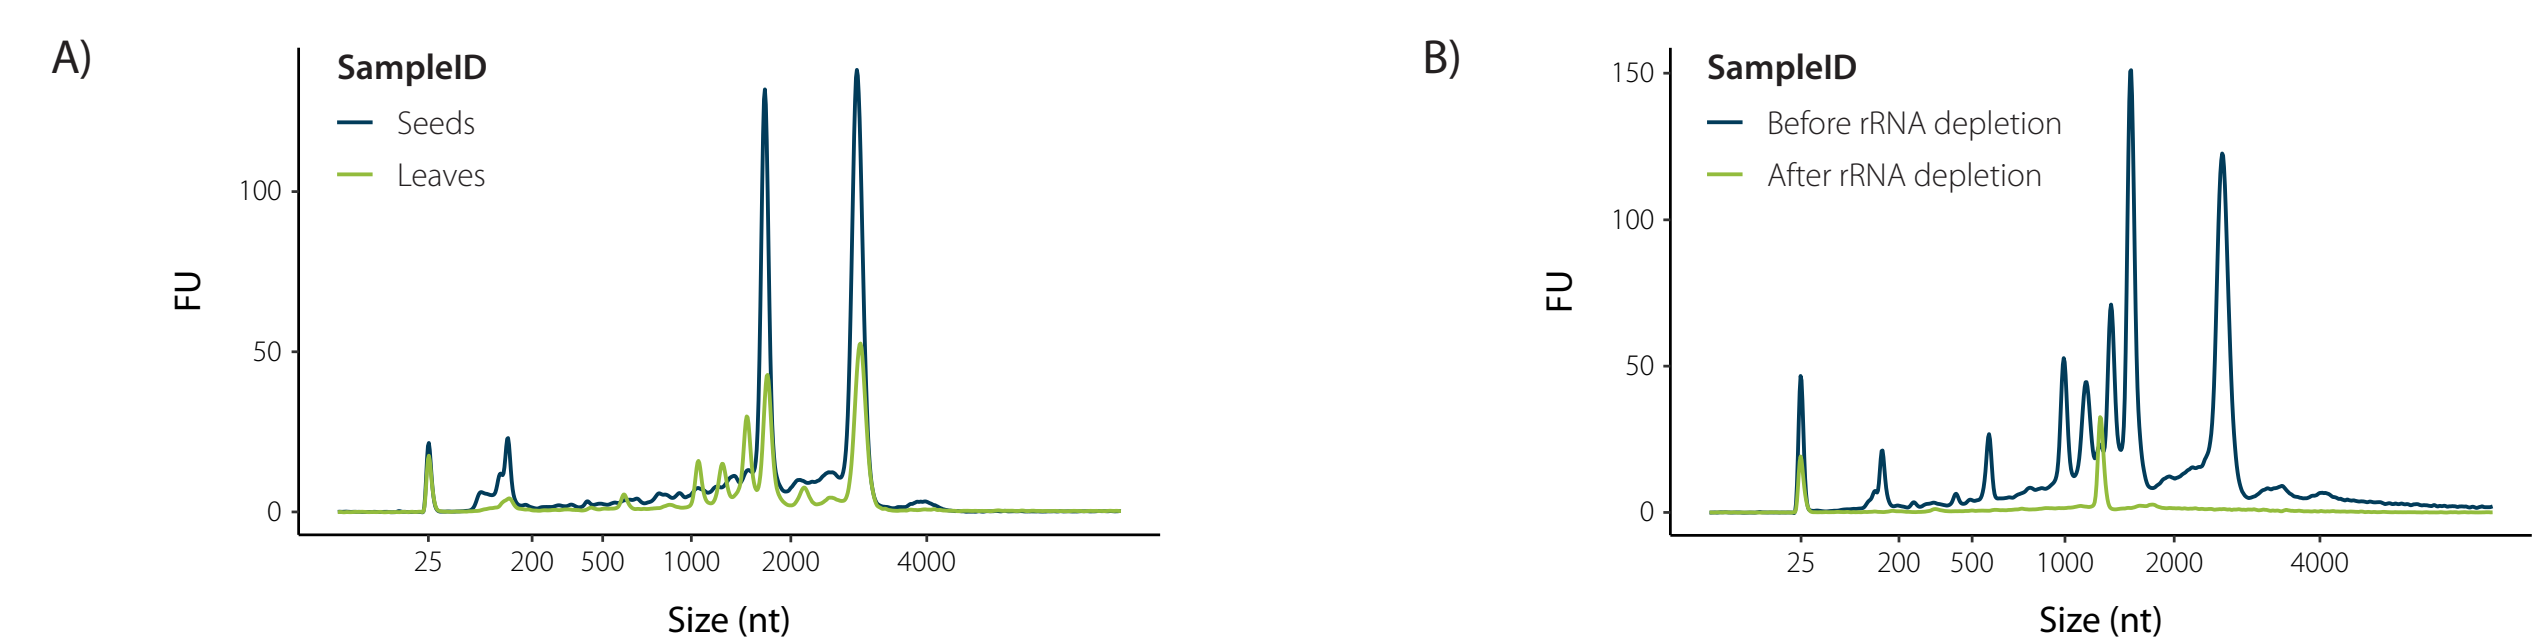 A)
SampleID
Seeds
Leaves
100
50
0
FU
25 200 500 1000 2000 4000
Size (nt)
B)
SampleID
Before rRNA depletion
After rRNA depletion
150
100
50
0
FU
25 200 500 1000 2000 4000
Size (nt)